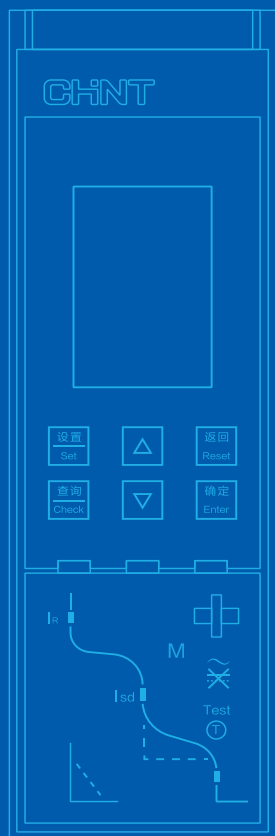 CHINT
设置
Set
返回
Reset
查询
Check
确定
Enter
IR
M
Isd
Test
T